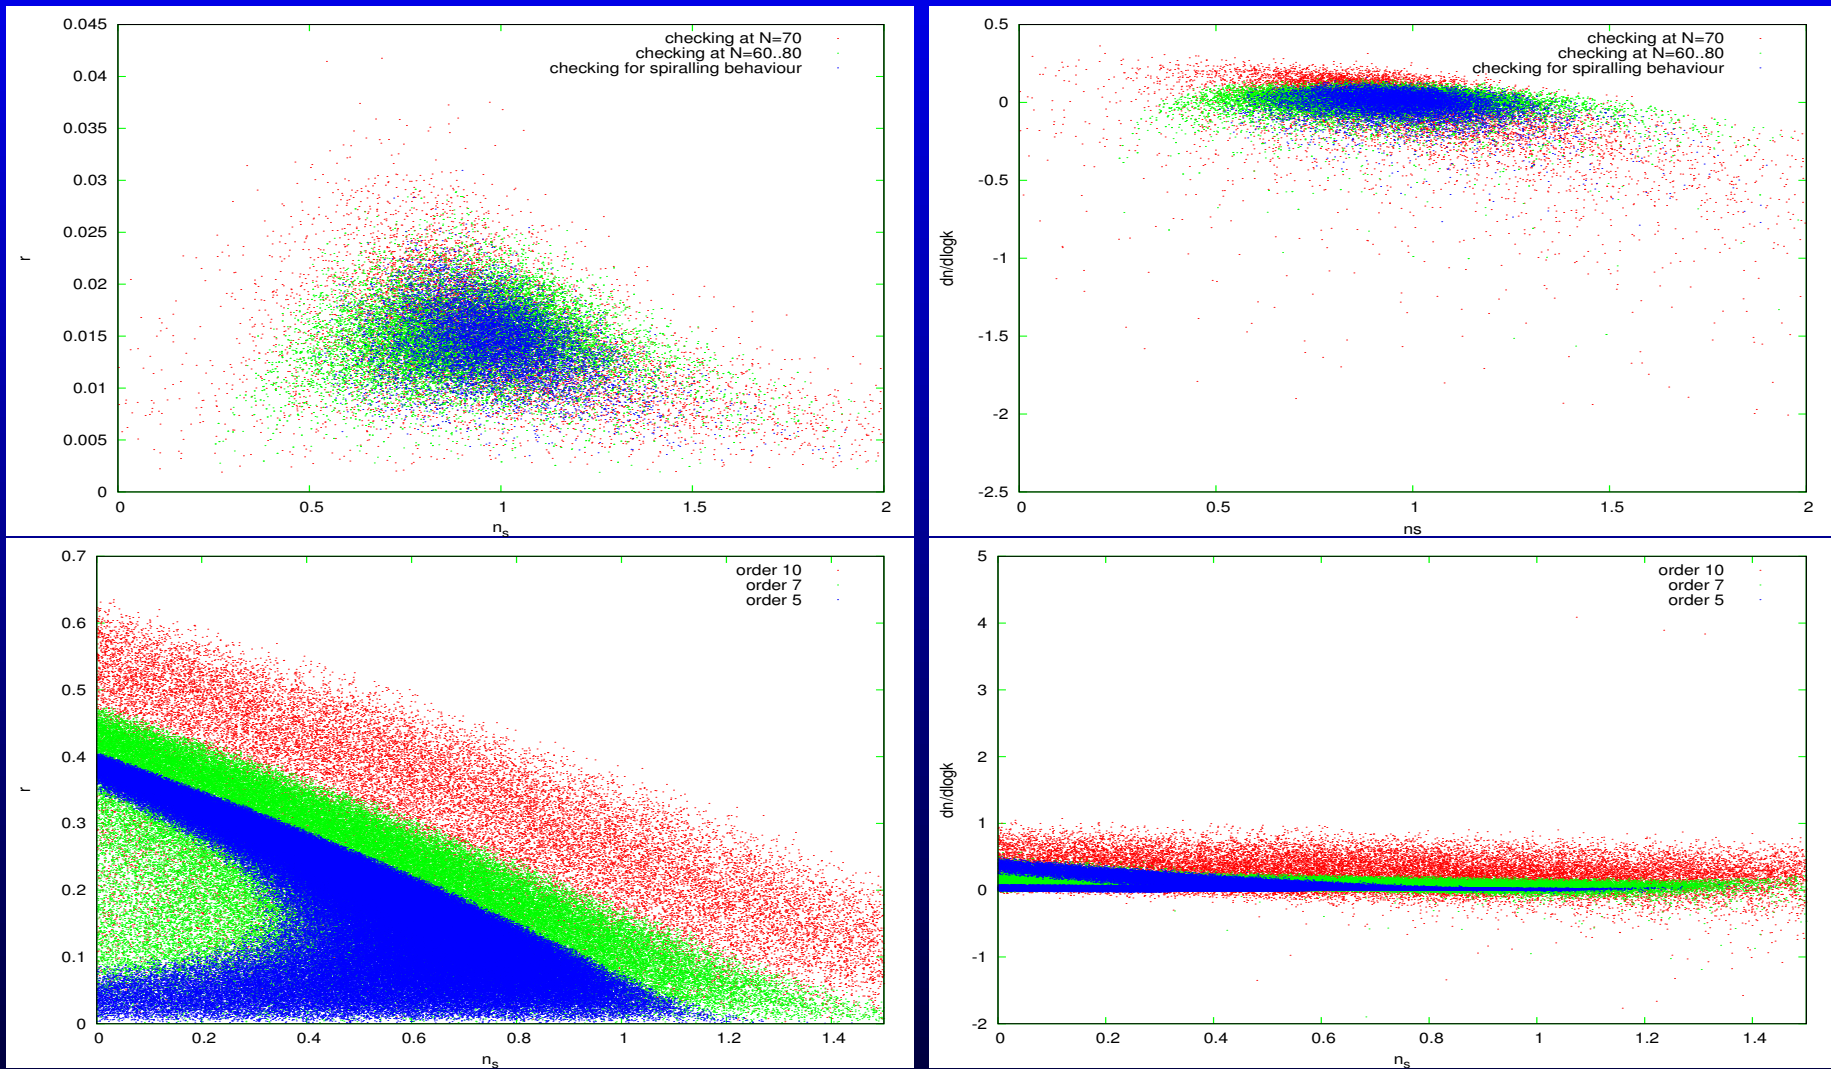 0.045
0.04
0.035
0.03
0.025
0.02
0.015
0.01
0.005
0
0 0.5 1 1.5 2
r
n_s
checking at N=70
checking at N=60..80
checking for spiralling behaviour
0.5
0
-0.5
-1
-1.5
-2
-2.5
0 0.5 1 1.5 2
dn/dlogk
ns
checking at N=70
checking at N=60..80
checking for spiralling behaviour
0.7
0.6
0.5
0.4
0.3
0.2
0.1
0
0 0.2 0.4 0.6 0.8 1 1.2 1.4
r
n_s
order 10
order 7
order 5
5
4
3
2
1
0
-1
-2
0 0.2 0.4 0.6 0.8 1 1.2 1.4
dn/dlogk
n_s
order 10
order 7
order 5